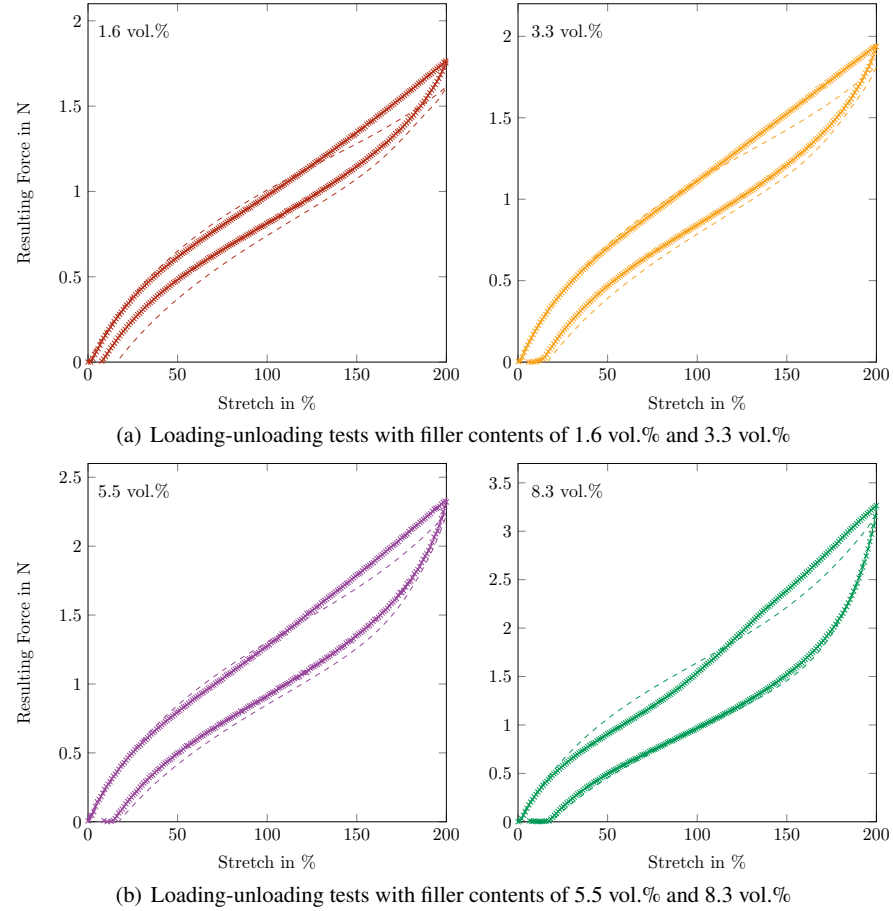 1.6 vol.%
3.3 vol.%
Resulting Force in N
0
0.5
1
1.5
2
0
0.5
1
1.5
2
0 50 100 150 200
0 50 100 150 200
Stretch in %
Stretch in %
(a) Loading-unloading tests with filler contents of 1.6 vol.% and 3.3 vol.%
5.5 vol.%
8.3 vol.%
Resulting Force in N
0
0.5
1
1.5
2
2.5
0
0.5
1
1.5
2
2.5
3
3.5
0 50 100 150 200
0 50 100 150 200
Stretch in %
Stretch in %
(b) Loading-unloading tests with filler contents of 5.5 vol.% and 8.3 vol.%